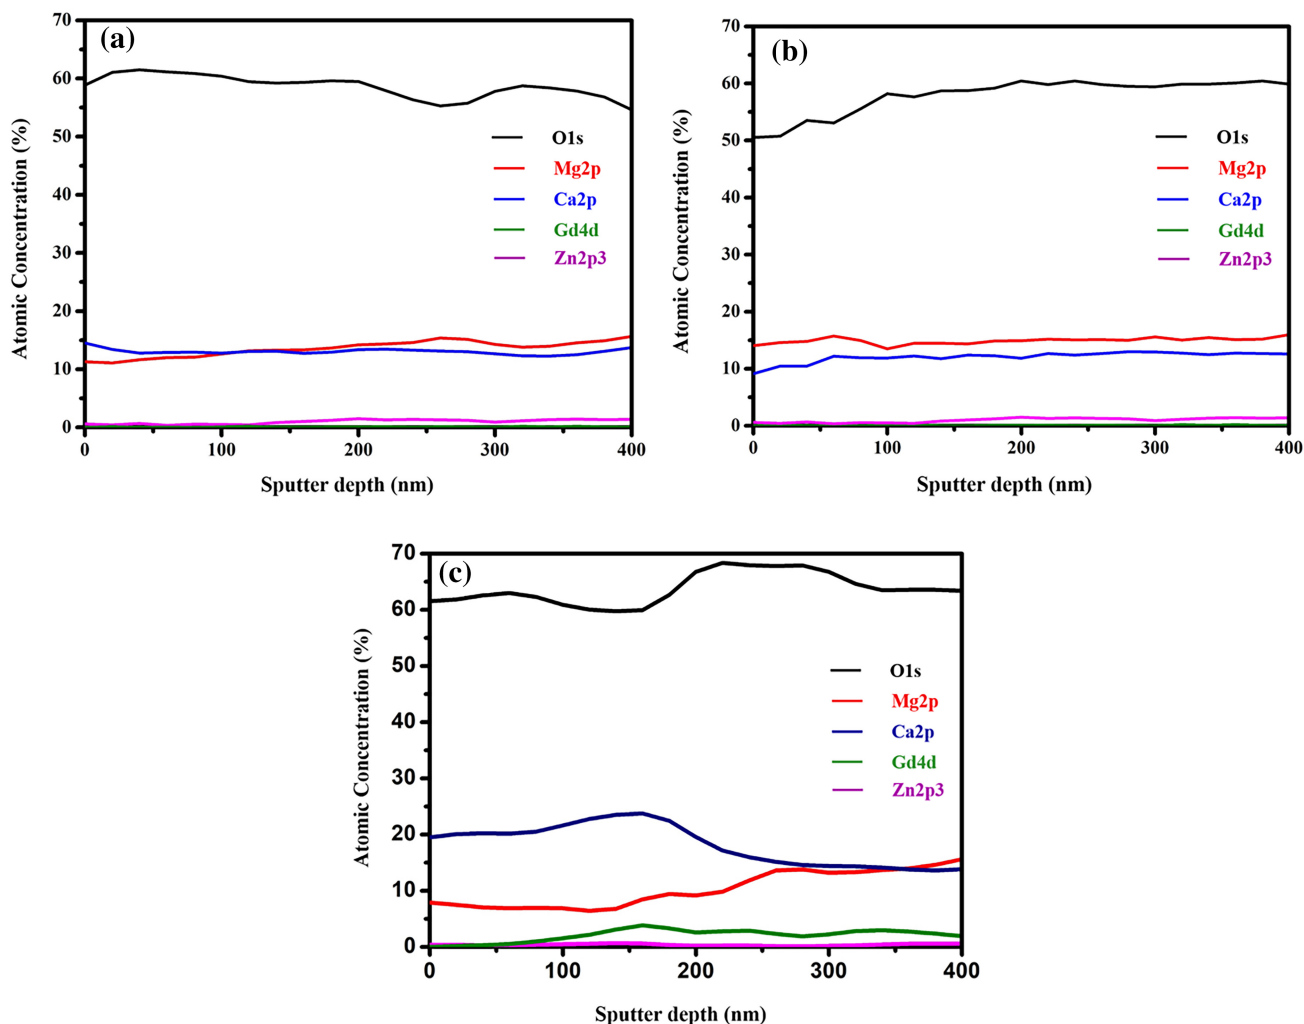 (a)
70
60
50
40
30
20
10
0
Atomic Concentration (%)
O1s
Mg2p
Ca2p
Gd4d
Zn2p3
0 100 200 300 400
Sputter depth (nm)
(b)
70
60
50
40
30
20
10
0
Atomic Concentration (%)
O1s
Mg2p
Ca2p
Gd4d
Zn2p3
0 100 200 300 400
Sputter depth (nm)
(c)
70
60
50
40
30
20
10
0
Atomic Concentration (%)
O1s
Mg2p
Ca2p
Gd4d
Zn2p3
0 100 200 300 400
Sputter depth (nm)